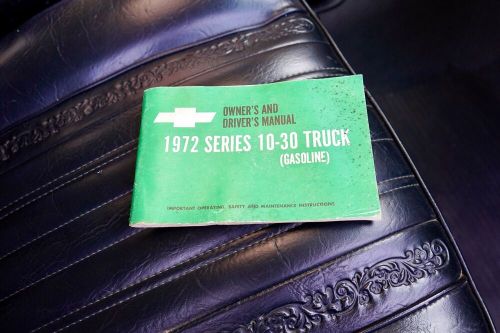 OWNER'S AND
DRIVER'S MANUAL
1972 SERIES 10-30 TRUCK
(GASOLINE)
IMPORTANT OPERATING, SAFETY AND MAINTENANCE INSTRUCTIONS